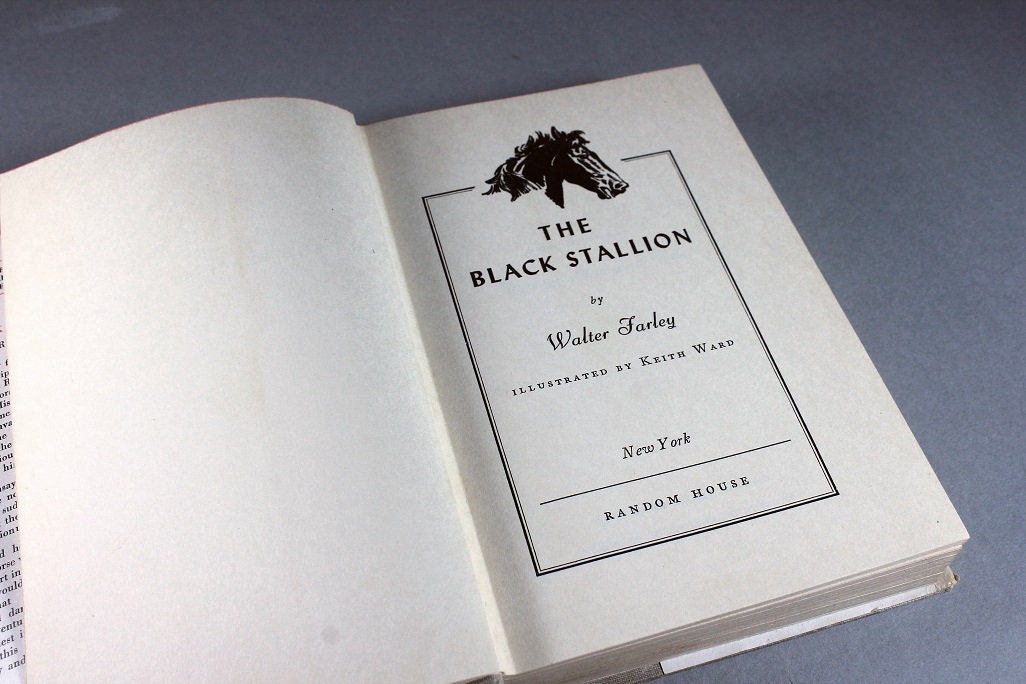 THE
BLACK STALLION
by
Walter Farley
ILLUSTRATED BY KEITH WARD
New York
RANDOM HOUSE